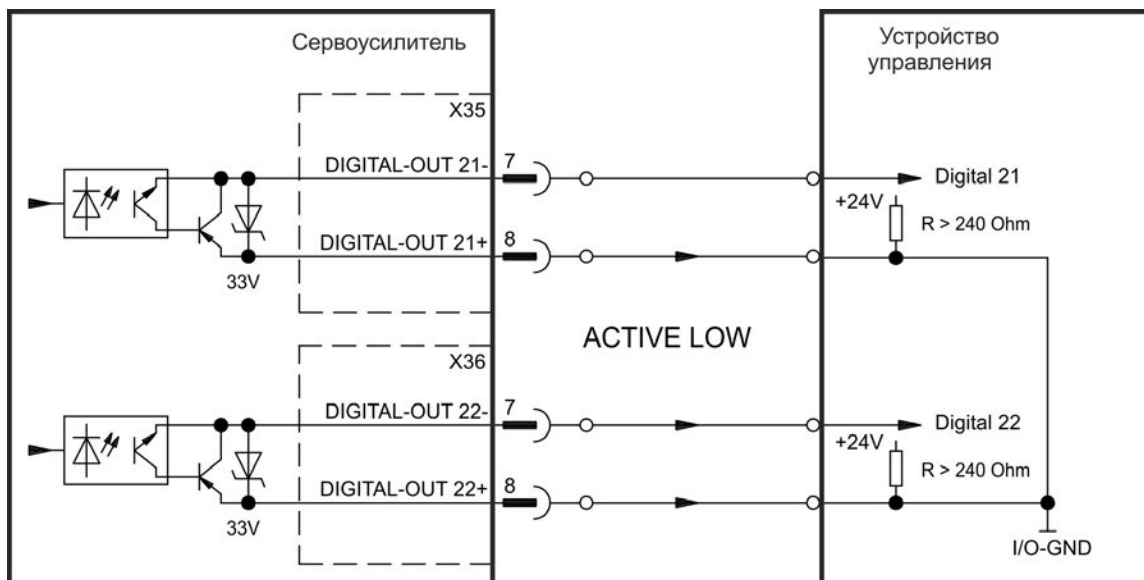 Сервоусилитель
Устройство
управления
X35
DIGITAL-OUT 21-
7
Digital 21
+24V
R > 240 Ohm
DIGITAL-OUT 21+
8
33V
ACTIVE LOW
X36
DIGITAL-OUT 22-
7
Digital 22
+24V
R > 240 Ohm
DIGITAL-OUT 22+
8
33V
I/O-GND